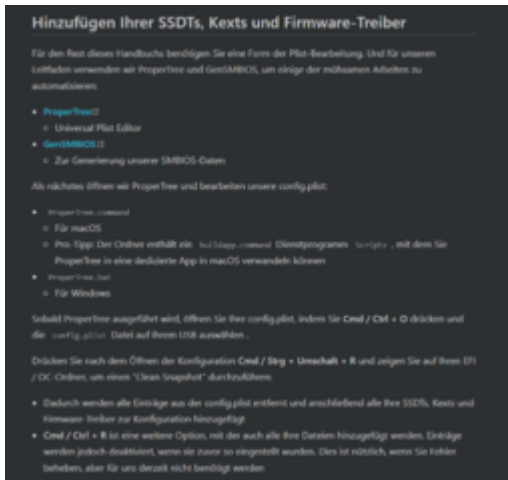 Hinzufügen Ihrer SSDTs, Kexts und Firmware-Treiber
Für den Rest dieses Handbuchs benötigen Sie eine Form der Plist-Bearbeitung. Und für unseren
Leitfaden verwenden wir ProperTree und GenSMBIOS, um einige der mühsamen Arbeiten zu
automatisieren:
• ProperTree
○ Universal Plist Editor
• GenSMBIOS
○ Zur Generierung unserer SMBIOS-Daten
Als nächstes öffnen wir ProperTree und bearbeiten unsere config.plist:
• ProperTree.command
○ Für macOS
○ Pro-Tipp: Der Ordner enthält ein buildapp.command Dienstprogramm Scripts , mit dem Sie
ProperTree in eine dedizierte App in macOS verwandeln können
• ProperTree.bat
○ Für Windows
Sobald ProperTree ausgeführt wird, öffnen Sie Ihre config.plist, indem Sie Cmd / Ctrl + O drücken und
die config.plist Datei auf Ihrem USB auswählen .
Drücken Sie nach dem Öffnen der Konfiguration Cmd / Strg + Umschalt + R und zeigen Sie auf Ihren EFI
/ OC-Ordner, um einen "Clean Snapshot" durchzuführen:
• Dadurch werden alle Einträge aus der config.plist entfernt und anschließend alle Ihre SSDTs, Kexts und
Firmware-Treiber zur Konfiguration hinzugefügt
• Cmd / Ctrl + R ist eine weitere Option, mit der auch alle Ihre Dateien hinzugefügt werden. Einträge
werden jedoch deaktiviert, wenn sie zuvor so eingestellt wurden. Dies ist nützlich, wenn Sie Fehler
beheben, aber für uns derzeit nicht benötigt werden